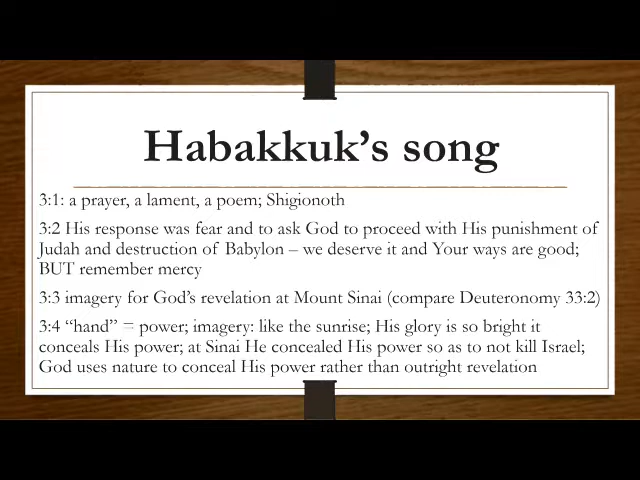 Habakkuk's song
3:1: a prayer, a lament, a poem; Shigionoth
3:2 His response was fear and to ask God to proceed with His punishment of
Judah and destruction of Babylon – we deserve it and Your ways are good;
BUT remember mercy
3:3 imagery for God's revelation at Mount Sinai (compare Deuteronomy 33:2)
3:4 “hand” = power; imagery: like the sunrise; His glory is so bright it
conceals His power; at Sinai He concealed His power so as to not kill Israel;
God uses nature to conceal His power rather than outright revelation